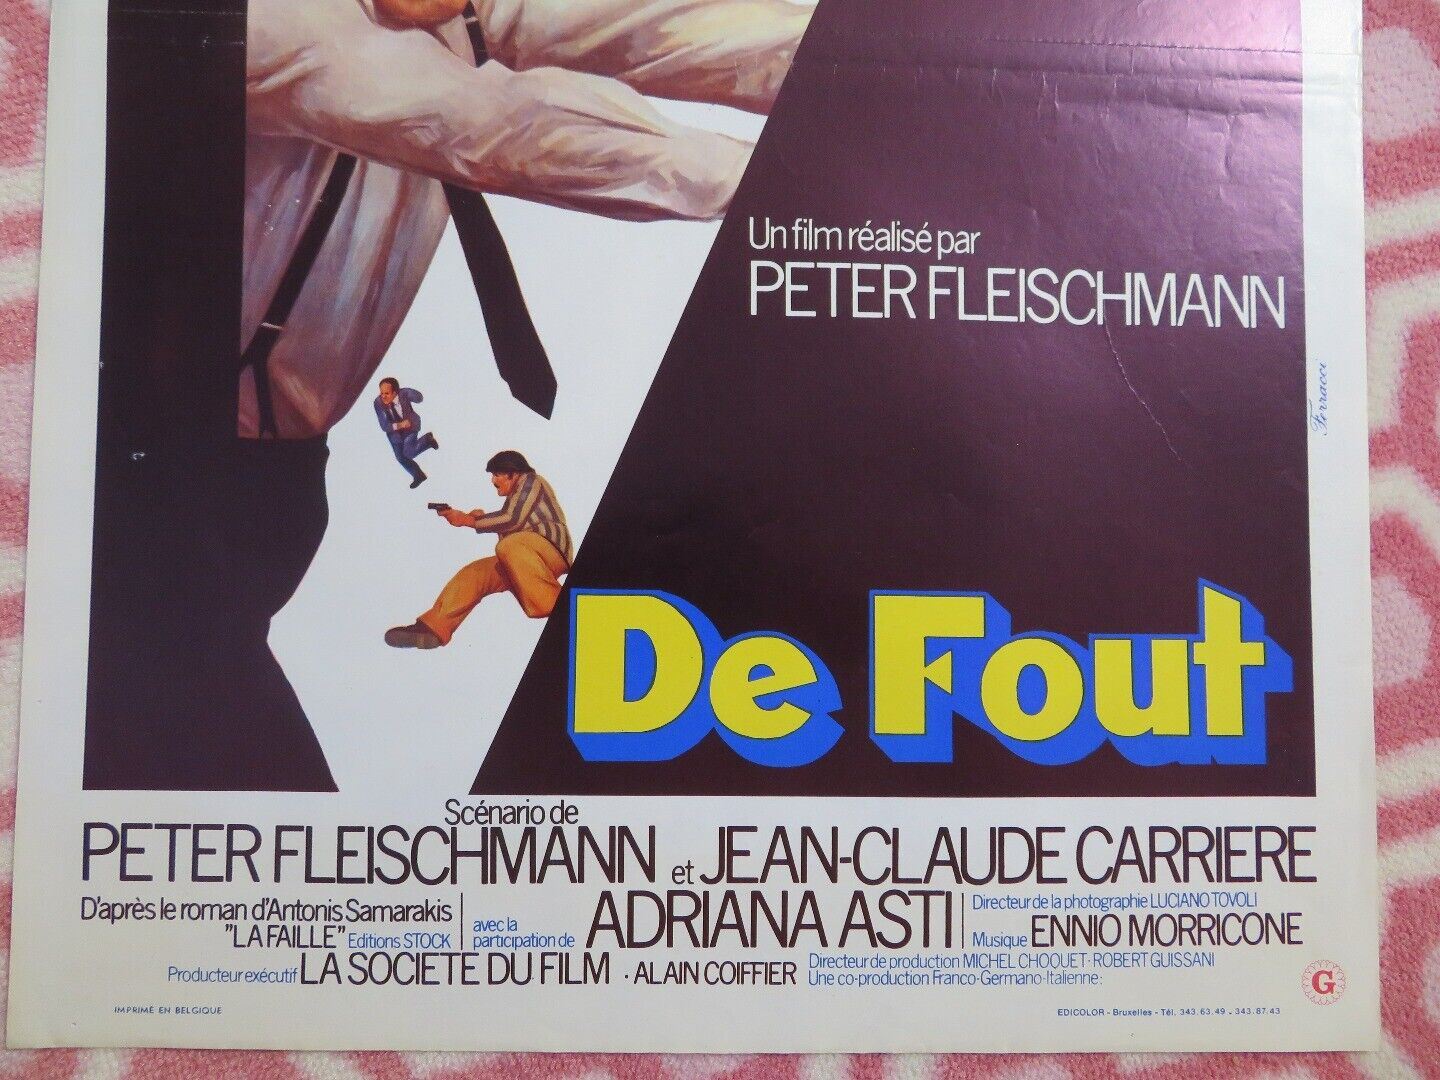 Un film réalisé par
PETER FLEISCHMANN
Ferracci
De Fout
Scénario de
PETER FLEISCHMANN et JEAN-CLAUDE CARRIERE
D'après le roman d'Antonis Samarakis
"LA FAILLE" Editions STOCK
avec la
participation de ADRIANA ASTI
Directeur de la photographie LUCIANO TOVOLI
Musique ENNIO MORRICONE
Producteur exécutif LA SOCIETE DU FILM · ALAIN COIFFIER
Directeur de production MICHEL CHOQUET · ROBERT GUISSANI
Une co-production Franco-Germano-Italienne:
G
IMPRIMÉ EN BELGIQUE
EDICOLOR - Bruxelles - Tél. 343.63.49 - 343.87.43